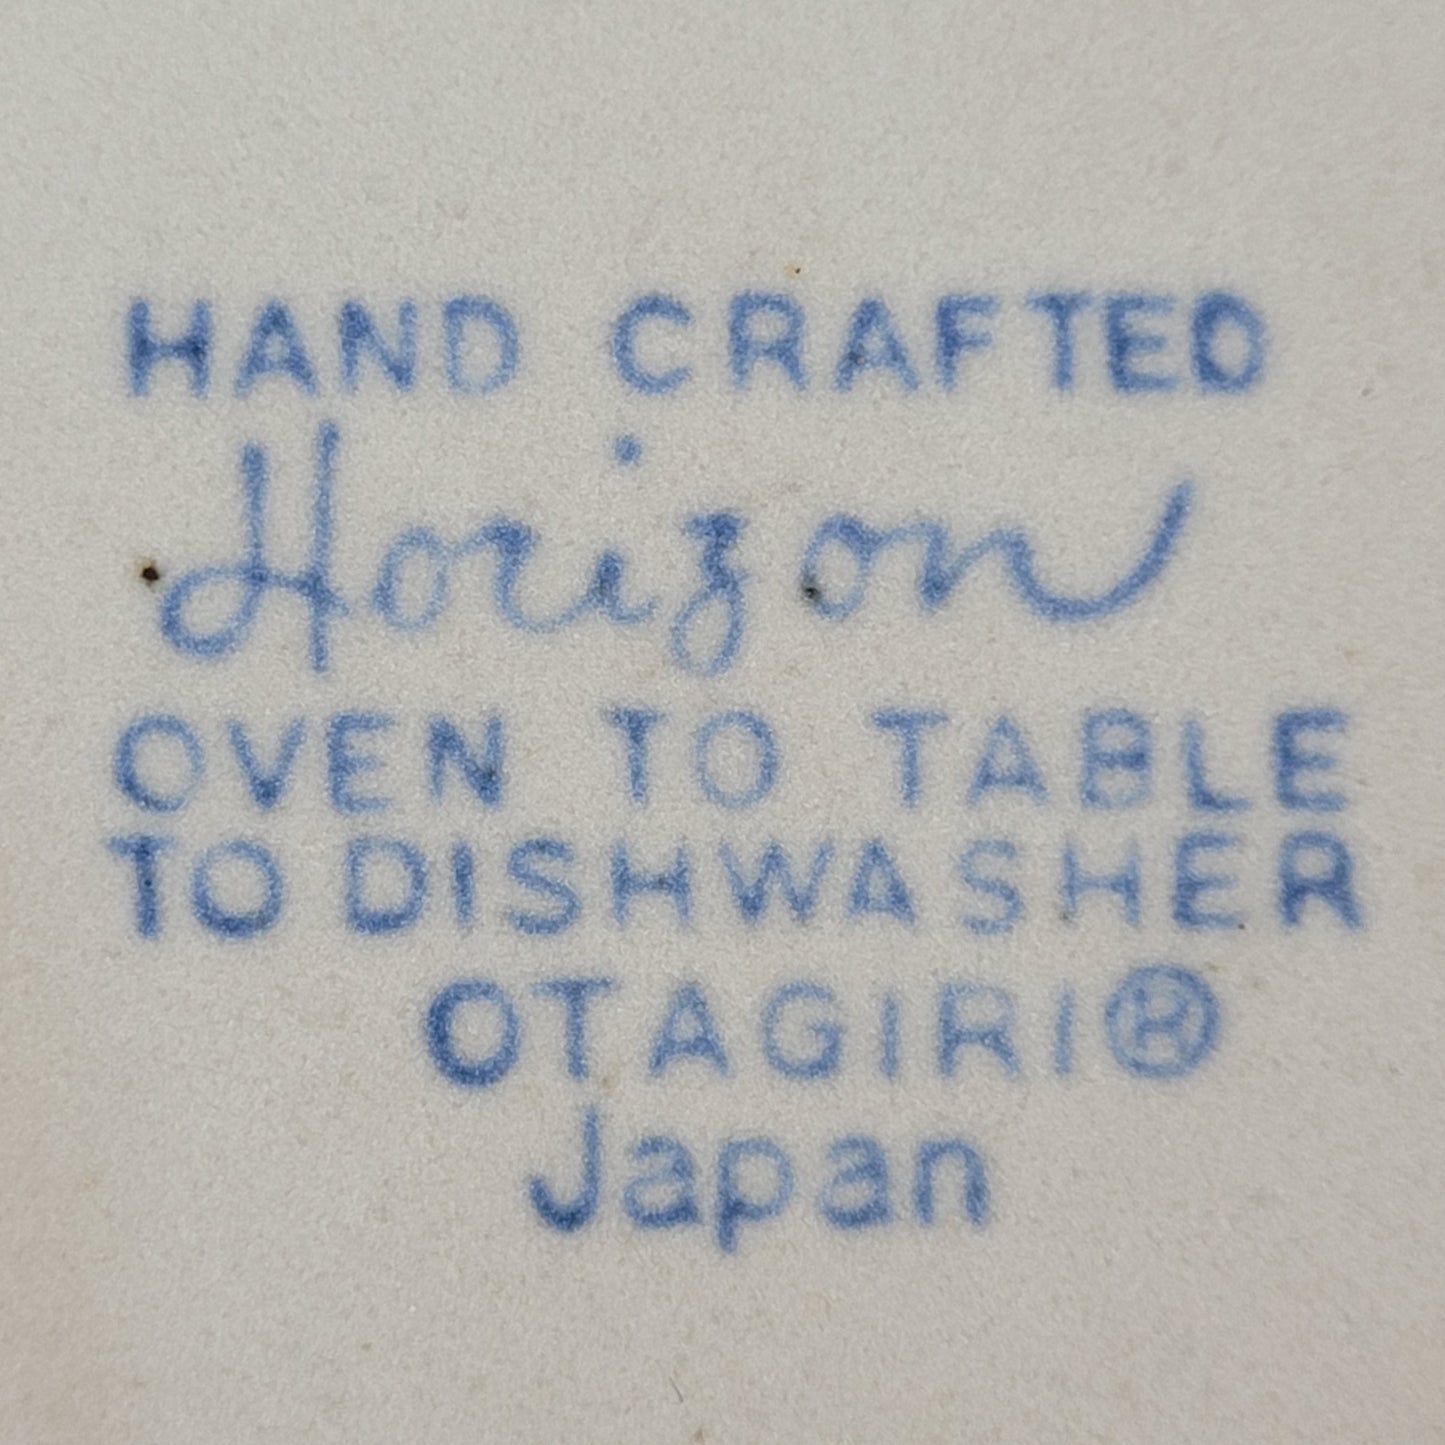 HAND CRAFTED
Horizon
OVEN TO TABLE
TO DISHWASHER
OTAGIRI®
Japan